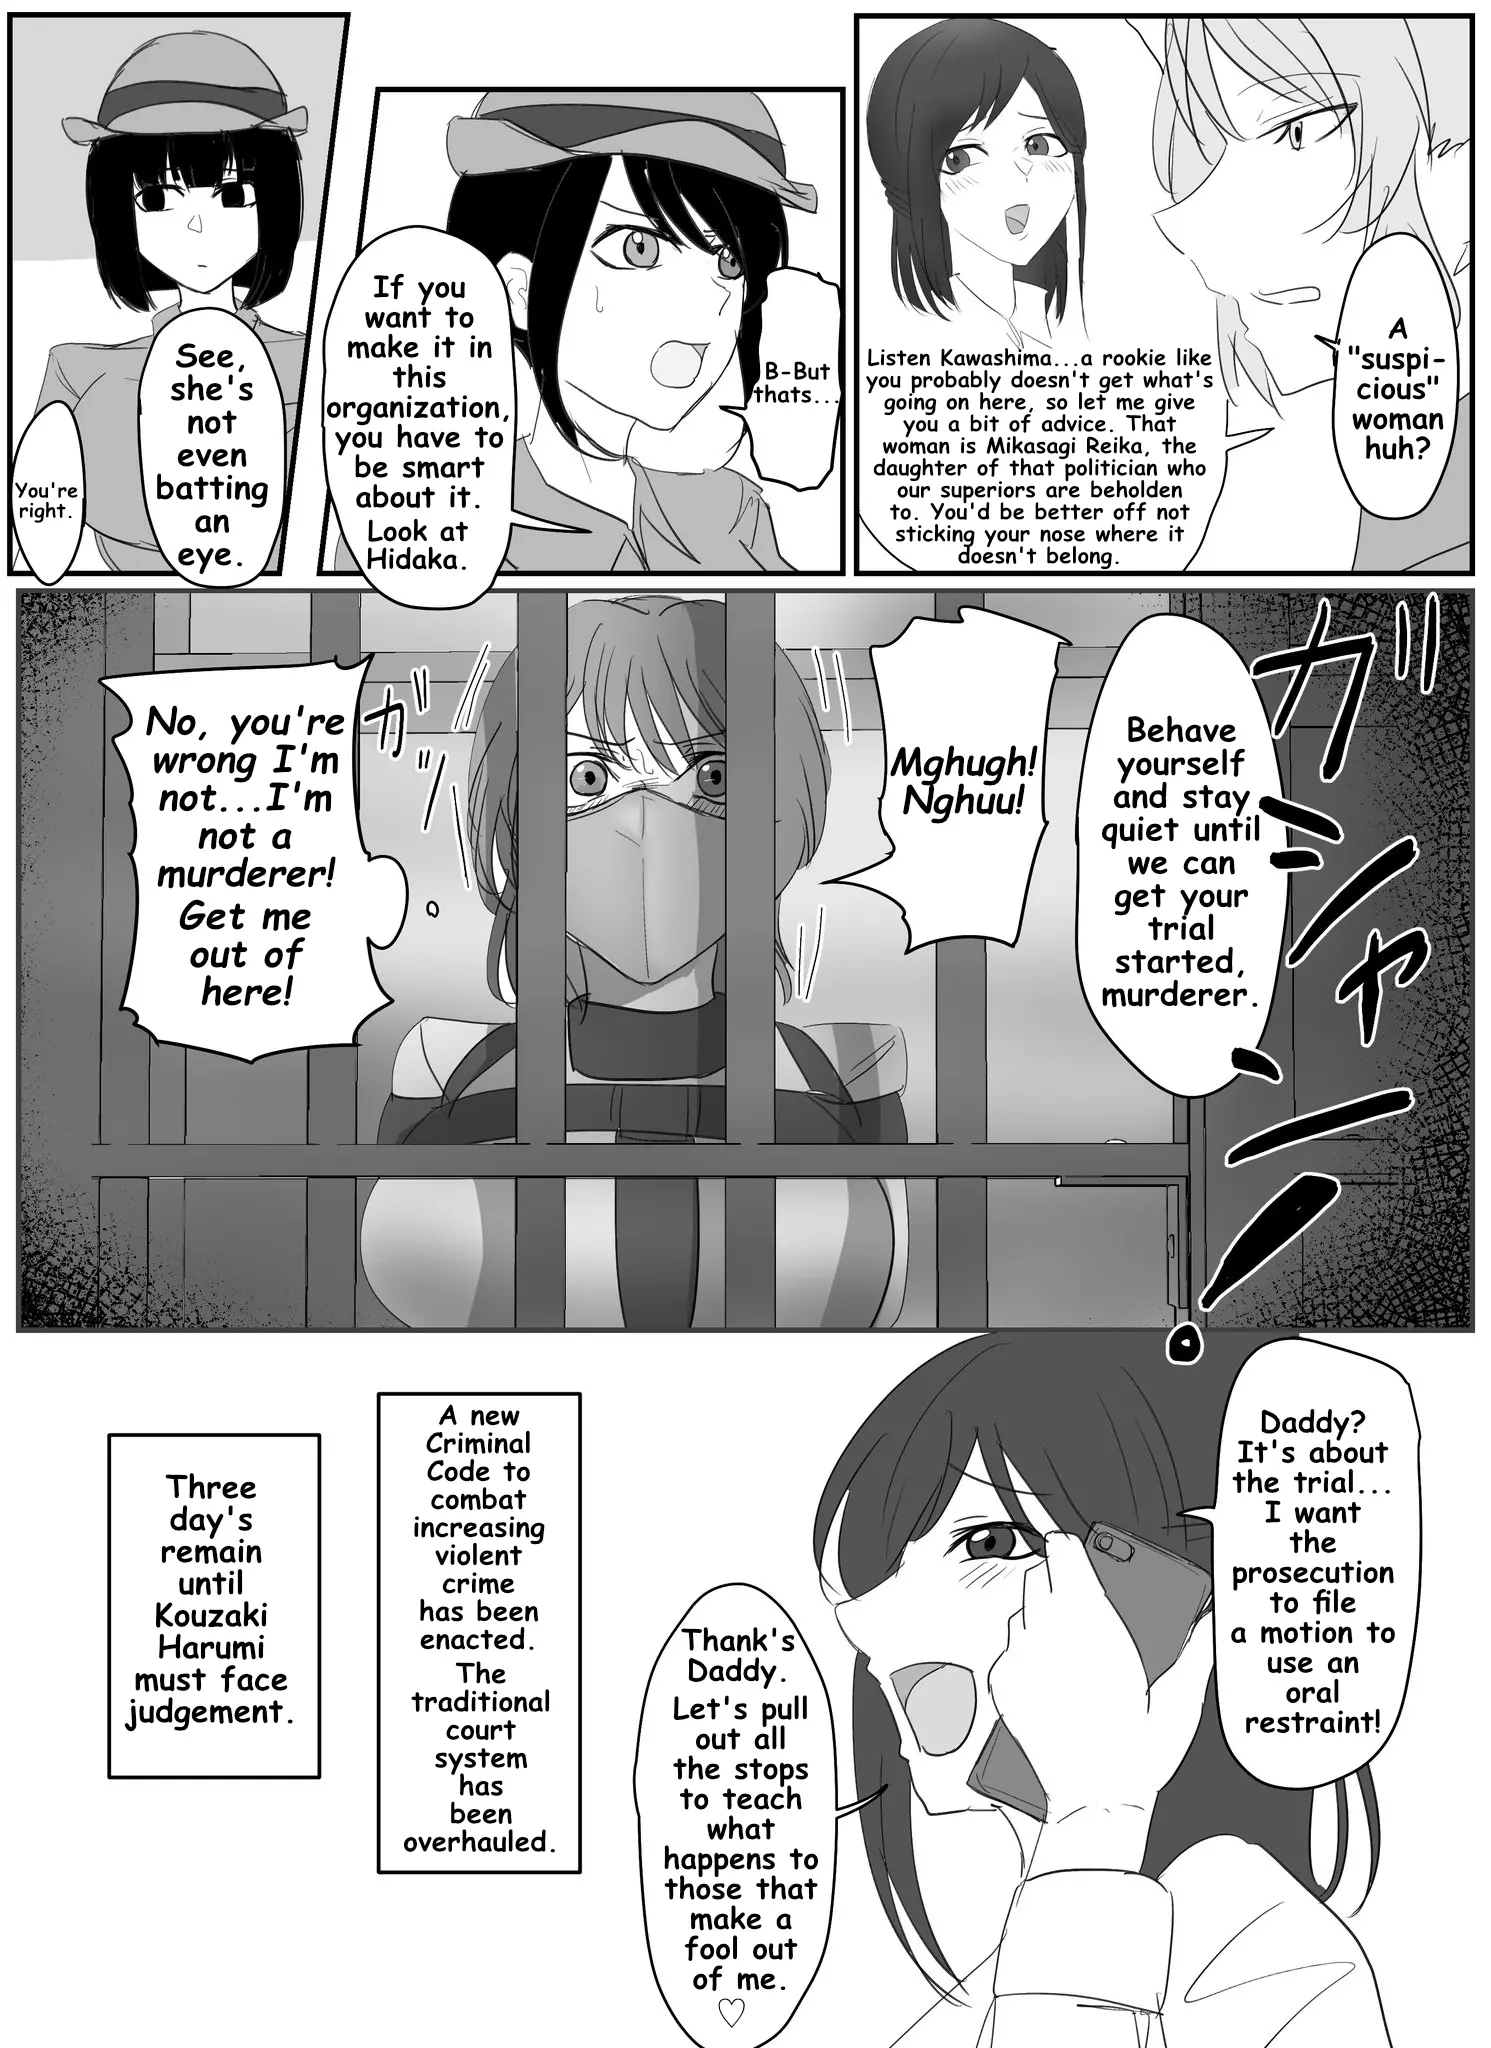 A
"suspi-
cious"
woman
huh?
Listen Kawashima...a rookie like
you probably doesn't get what's
going on here, so let me give
you a bit of advice. That
woman is Mikasagi Reika, the
daughter of that politician who
our superiors are beholden
to. You'd be better off not
sticking your nose where it
doesn't belong.
B-But
thats...
If you
want to
make it in
this
organization,
you have to
be smart
about it.
Look at
Hidaka.
See,
she's
not
even
batting
an
eye.
You're
right.
ガシャン!
Behave
yourself
and stay
quiet until
we can
get your
trial
started,
murderer.
Mghugh!
Nghuu!
ガ
No, you're
wrong I'm
not...I'm
not a
murderer!
Get me
out of
here!
Daddy?
It's about
the trial...
I want
the
prosecution
to file
a motion to
use an
oral
restraint!
Thank's
Daddy.
Let's pull
out all
the stops
to teach
what
happens to
those that
make a
fool out
of me.
♡
A new
Criminal
Code to
combat
increasing
violent
crime
has been
enacted.
The
traditional
court
system
has
been
overhauled.
Three
day's
remain
until
Kouzaki
Harumi
must face
judgement.